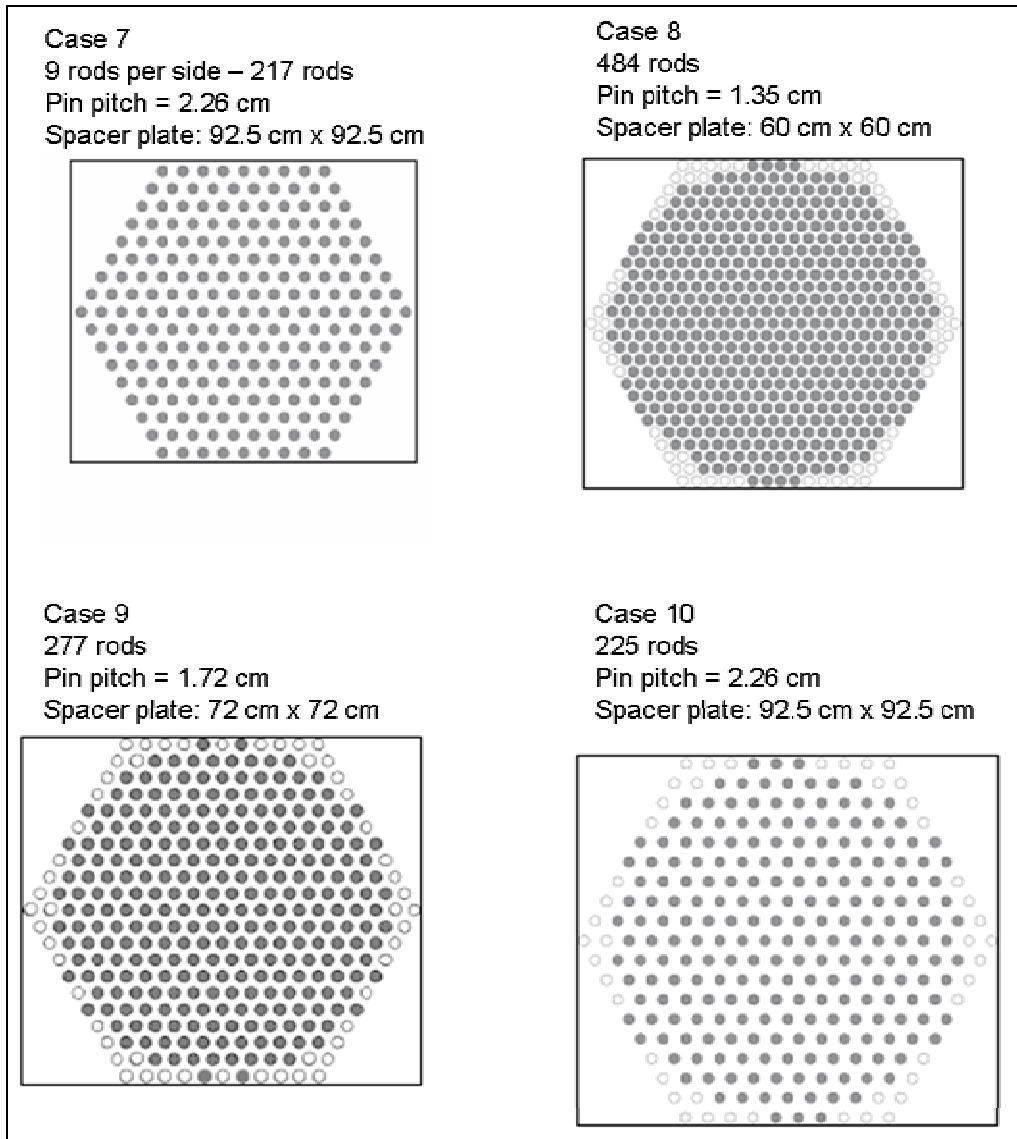 Case 7
9 rods per side – 217 rods
Pin pitch = 2.26 cm
Spacer plate: 92.5 cm x 92.5 cm
Case 8
484 rods
Pin pitch = 1.35 cm
Spacer plate: 60 cm x 60 cm
Case 9
277 rods
Pin pitch = 1.72 cm
Spacer plate: 72 cm x 72 cm
Case 10
225 rods
Pin pitch = 2.26 cm
Spacer plate: 92.5 cm x 92.5 cm